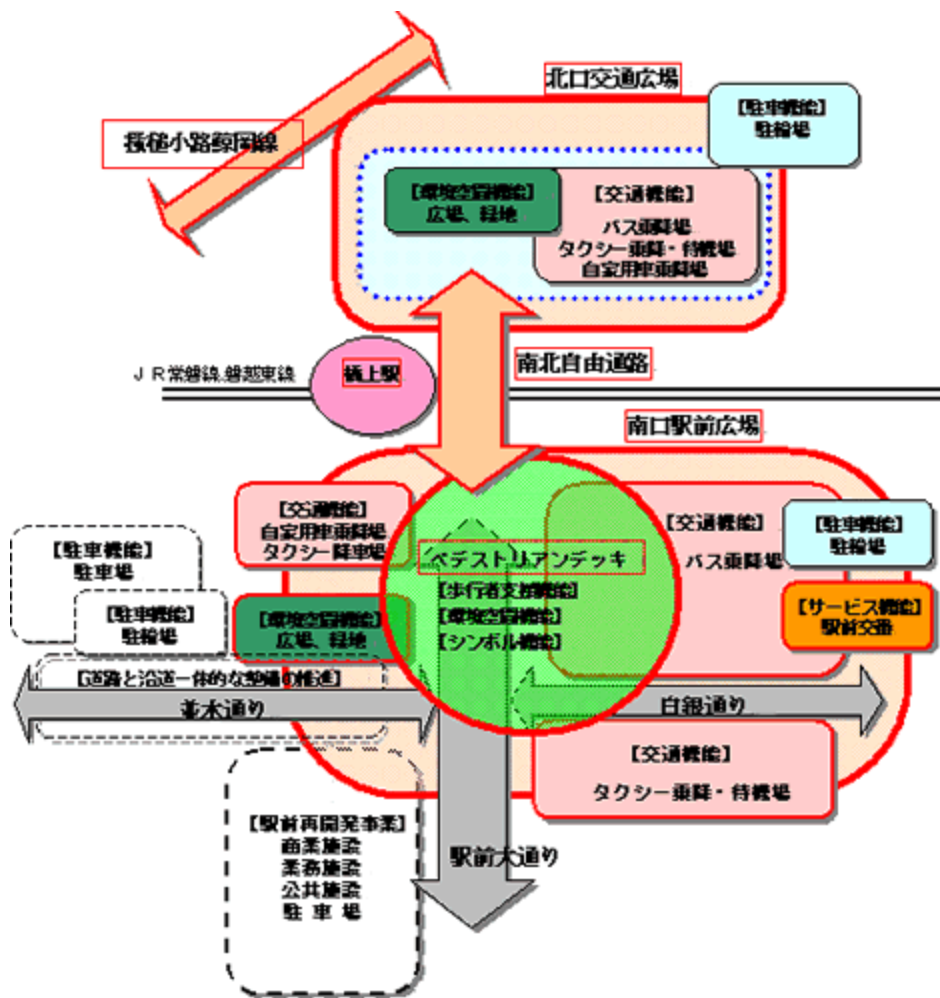 北口交通広場
【駐車機能】
駐輪場
掻槌小路鯨岡線
【環境空間機能】
広場、緑地
【交通機能】
バス乗降場
タクシー乗降・待機場
自家用車乗降場
南北自由通路
ＪＲ常磐線、磐越東線
橋上駅
南口駅前広場
【交通機能】
自家用車乗降場
タクシー降車場
【交通機能】
バス乗降場
【駐車機能】
駐輪場
【駐車機能】
駐車場
ペデストリアンデッキ
【歩行者支援機能】
【環境空間機能】
【シンボル機能】
【サービス機能】
駅前交番
【駐車機能】
駐輪場
【環境空間機能】
広場、緑地
【道路と沿道一体的な整備の推進】
並木通り
白銀通り
【交通機能】
タクシー乗降・待機場
【駅前再開発事業】
商業施設
業務施設
公共施設
駐 車 場
駅前大通り